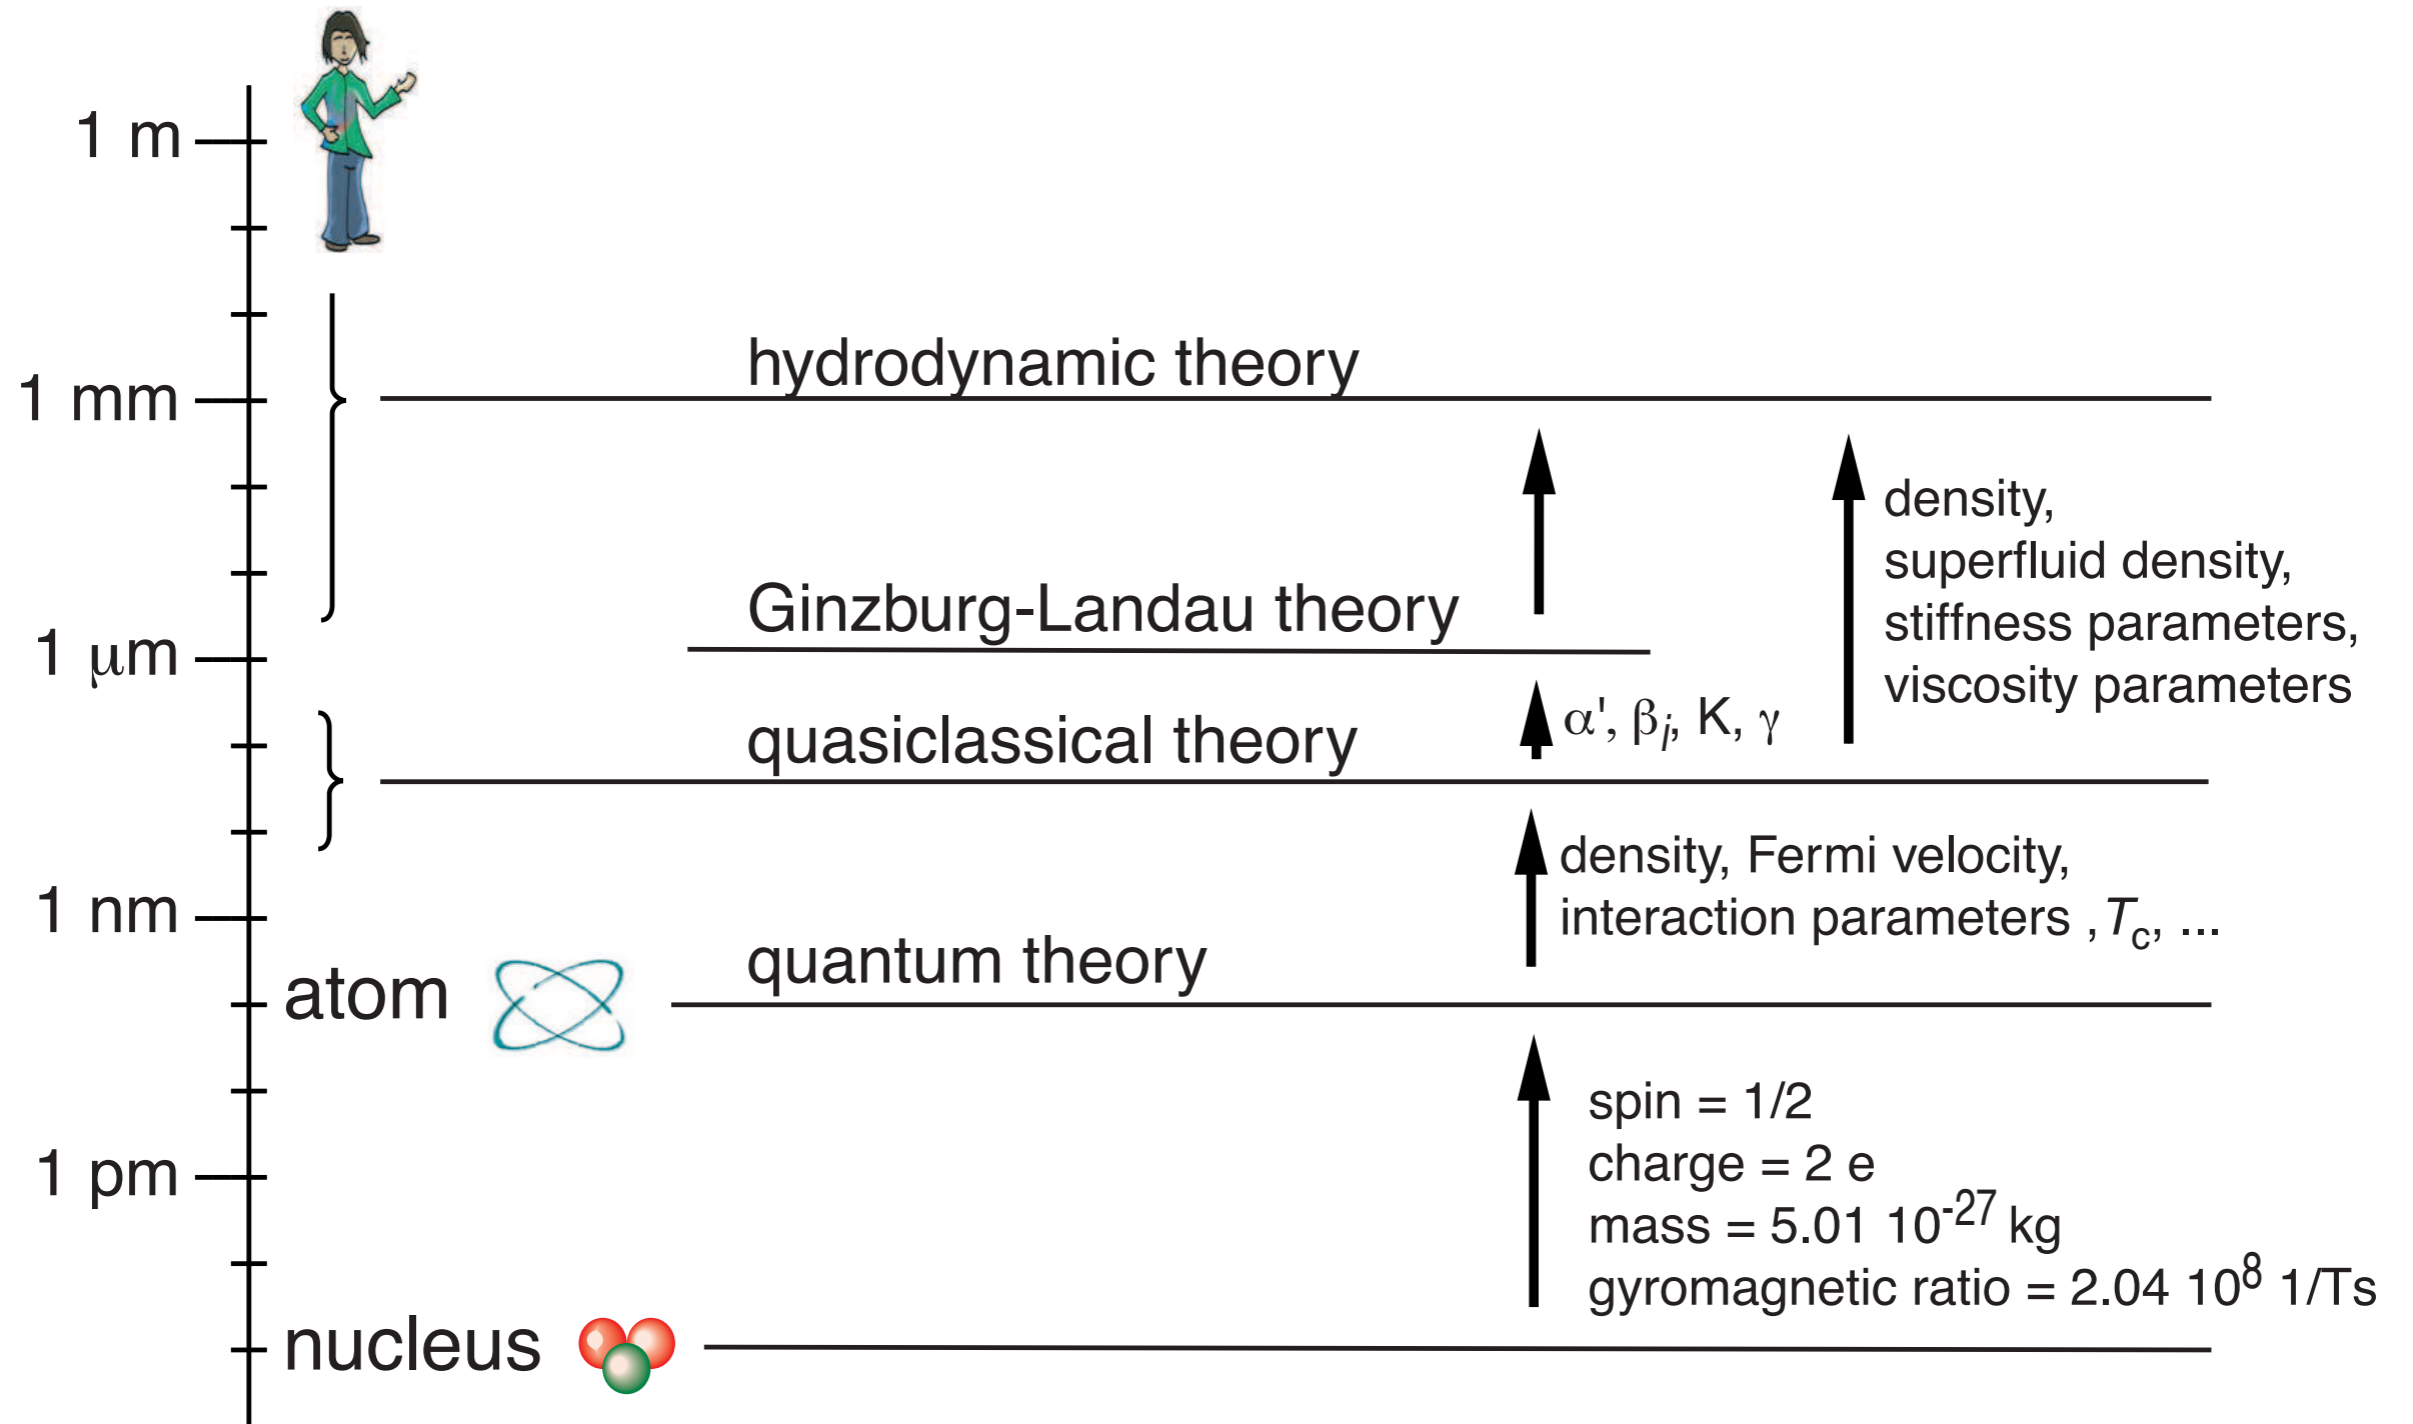 1 m
hydrodynamic theory
1 mm
density,
superfluid density,
stiffness parameters,
viscosity parameters
Ginzburg-Landau theory
1 μm
α', βi, K, γ
quasiclassical theory
density, Fermi velocity,
interaction parameters ,Tc, ...
1 nm
quantum theory
atom
spin = 1/2
charge = 2 e
mass = 5.01 10-27 kg
gyromagnetic ratio = 2.04 108 1/Ts
1 pm
nucleus